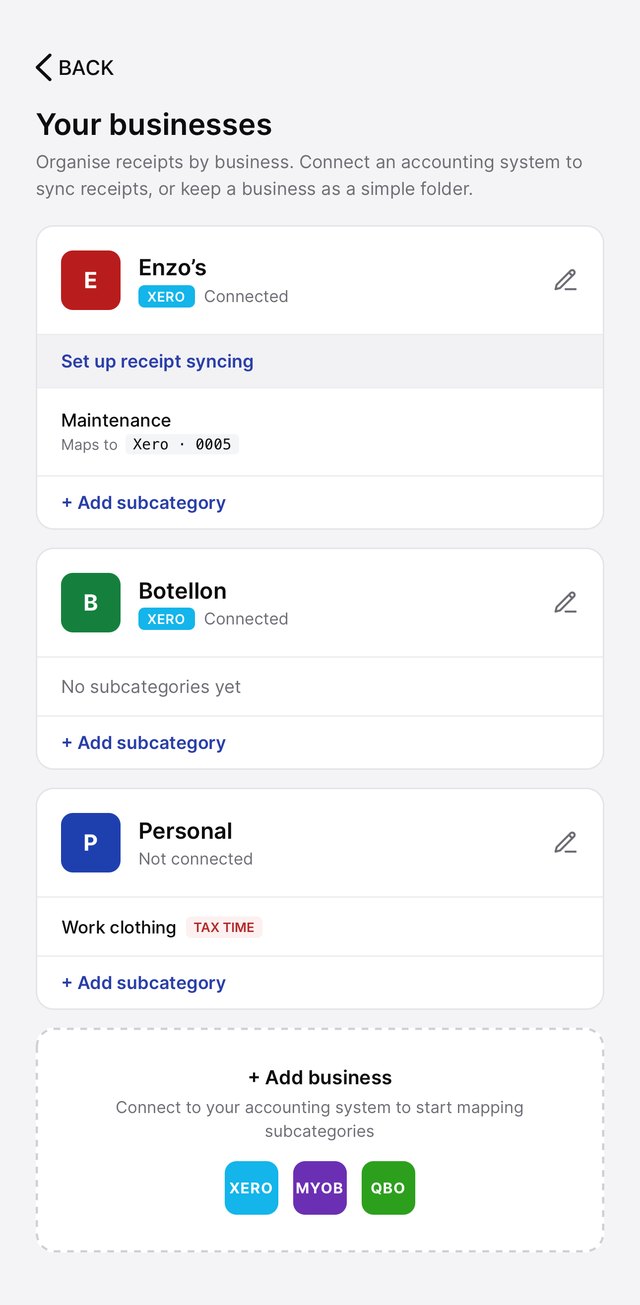 BACK
Your businesses
Organise receipts by business. Connect an accounting system to
sync receipts, or keep a business as a simple folder.
E
Enzo’s
XERO Connected
Set up receipt syncing
Maintenance
Maps to Xero · 0005
+ Add subcategory
B
Botellon
XERO Connected
No subcategories yet
+ Add subcategory
P
Personal
Not connected
Work clothing TAX TIME
+ Add subcategory
+ Add business
Connect to your accounting system to start mapping
subcategories
XERO MYOB QBO